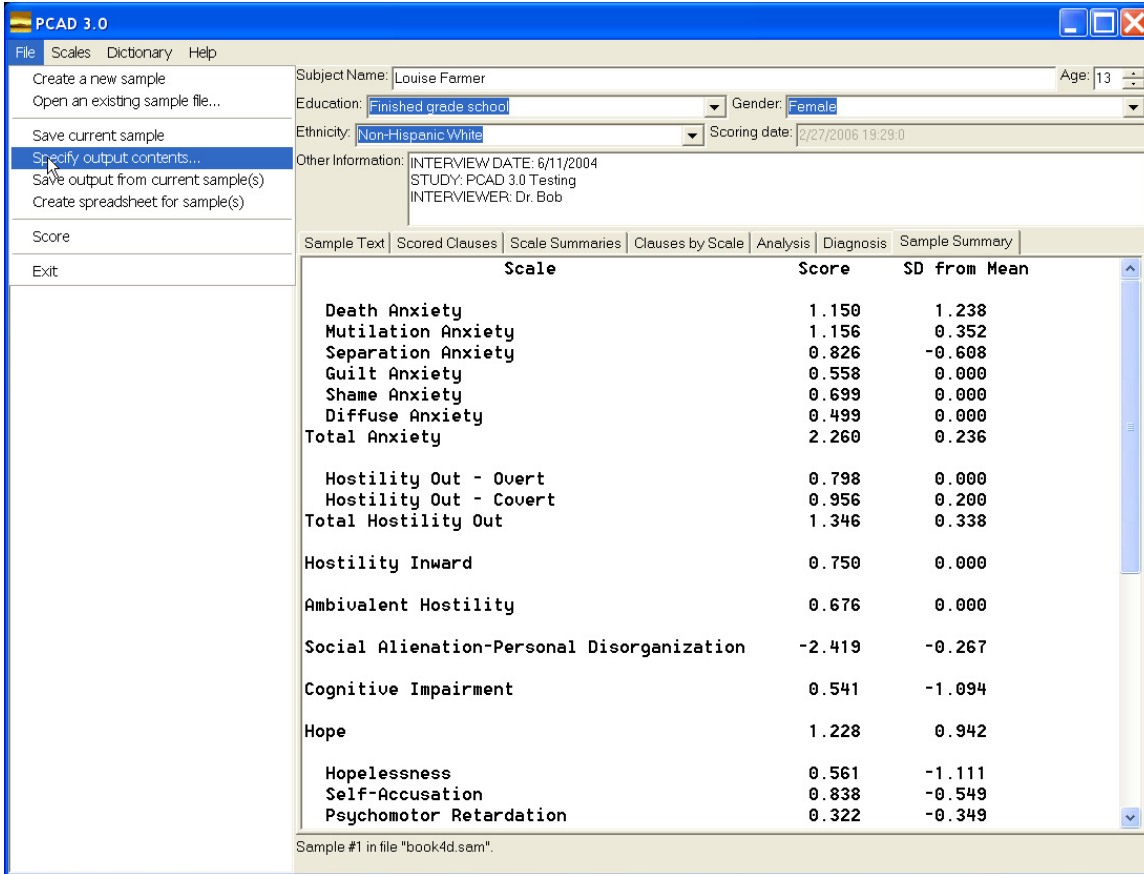 PCAD 3.0
File Scales Dictionary Help
Create a new sample
Open an existing sample file...
Save current sample
Specify output contents...
Save output from current sample(s)
Create spreadsheet for sample(s)
Score
Exit
Subject Name: Louise Farmer Age: 13
Education: Finished grade school Gender: Female
Ethnicity: Non-Hispanic White Scoring date: 2/27/2006 19:29:0
Other Information: INTERVIEW DATE: 6/11/2004
STUDY: PCAD 3.0 Testing
INTERVIEWER: Dr. Bob
Sample Text Scored Clauses Scale Summaries Clauses by Scale Analysis Diagnosis Sample Summary
Scale Score SD from Mean
Death Anxiety 1.150 1.238
Mutilation Anxiety 1.156 0.352
Separation Anxiety 0.826 -0.608
Guilt Anxiety 0.558 0.000
Shame Anxiety 0.699 0.000
Diffuse Anxiety 0.499 0.000
Total Anxiety 2.260 0.236
Hostility Out - Overt 0.798 0.000
Hostility Out - Covert 0.956 0.200
Total Hostility Out 1.346 0.338
Hostility Inward 0.750 0.000
Ambivalent Hostility 0.676 0.000
Social Alienation-Personal Disorganization -2.419 -0.267
Cognitive Impairment 0.541 -1.094
Hope 1.228 0.942
Hopelessness 0.561 -1.111
Self-Accusation 0.838 -0.549
Psychomotor Retardation 0.322 -0.349
Sample #1 in file "book4d.sam".